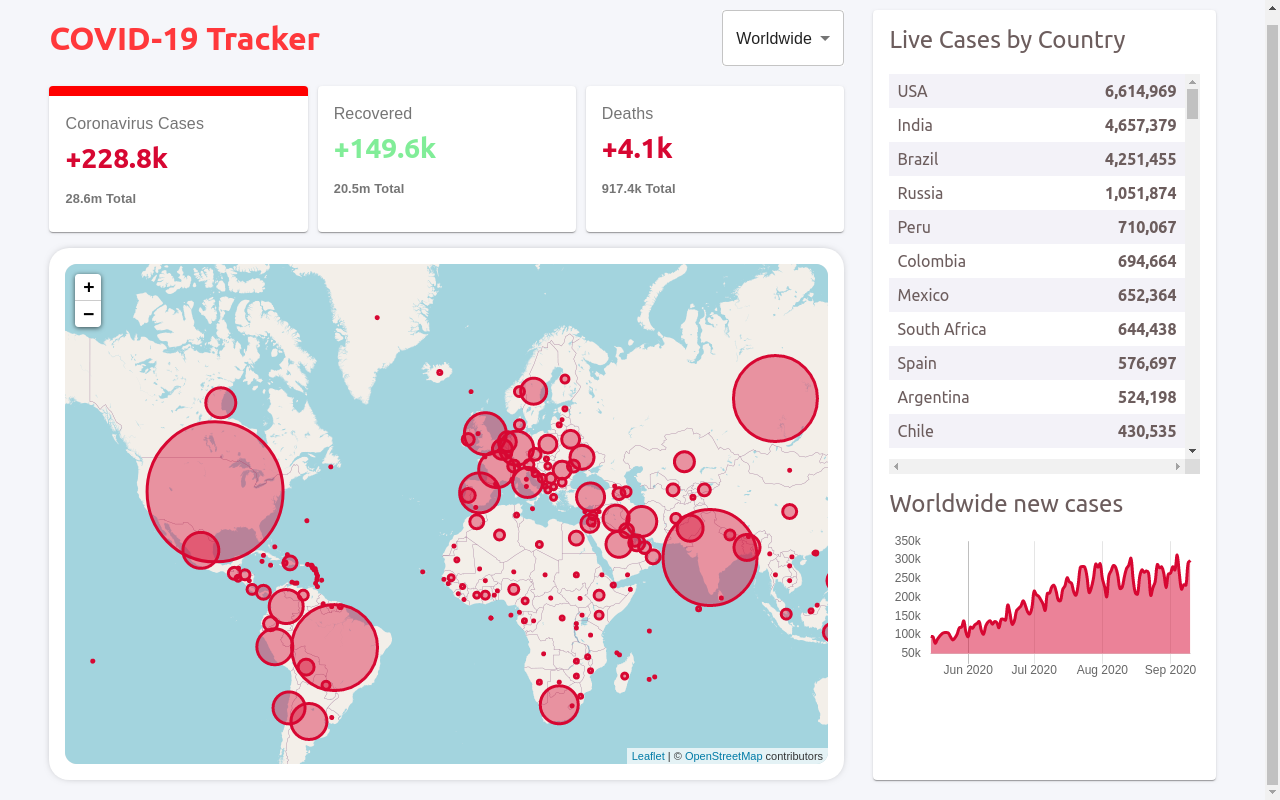 COVID-19 Tracker
Worldwide
Coronavirus Cases
+228.8k
28.6m Total
Recovered
+149.6k
20.5m Total
Deaths
+4.1k
917.4k Total
+
−
Leaflet | © OpenStreetMap contributors
Live Cases by Country
USA 6,614,969
India 4,657,379
Brazil 4,251,455
Russia 1,051,874
Peru 710,067
Colombia 694,664
Mexico 652,364
South Africa 644,438
Spain 576,697
Argentina 524,198
Chile 430,535
Worldwide new cases
350k
300k
250k
200k
150k
100k
50k
Jun 2020 Jul 2020 Aug 2020 Sep 2020